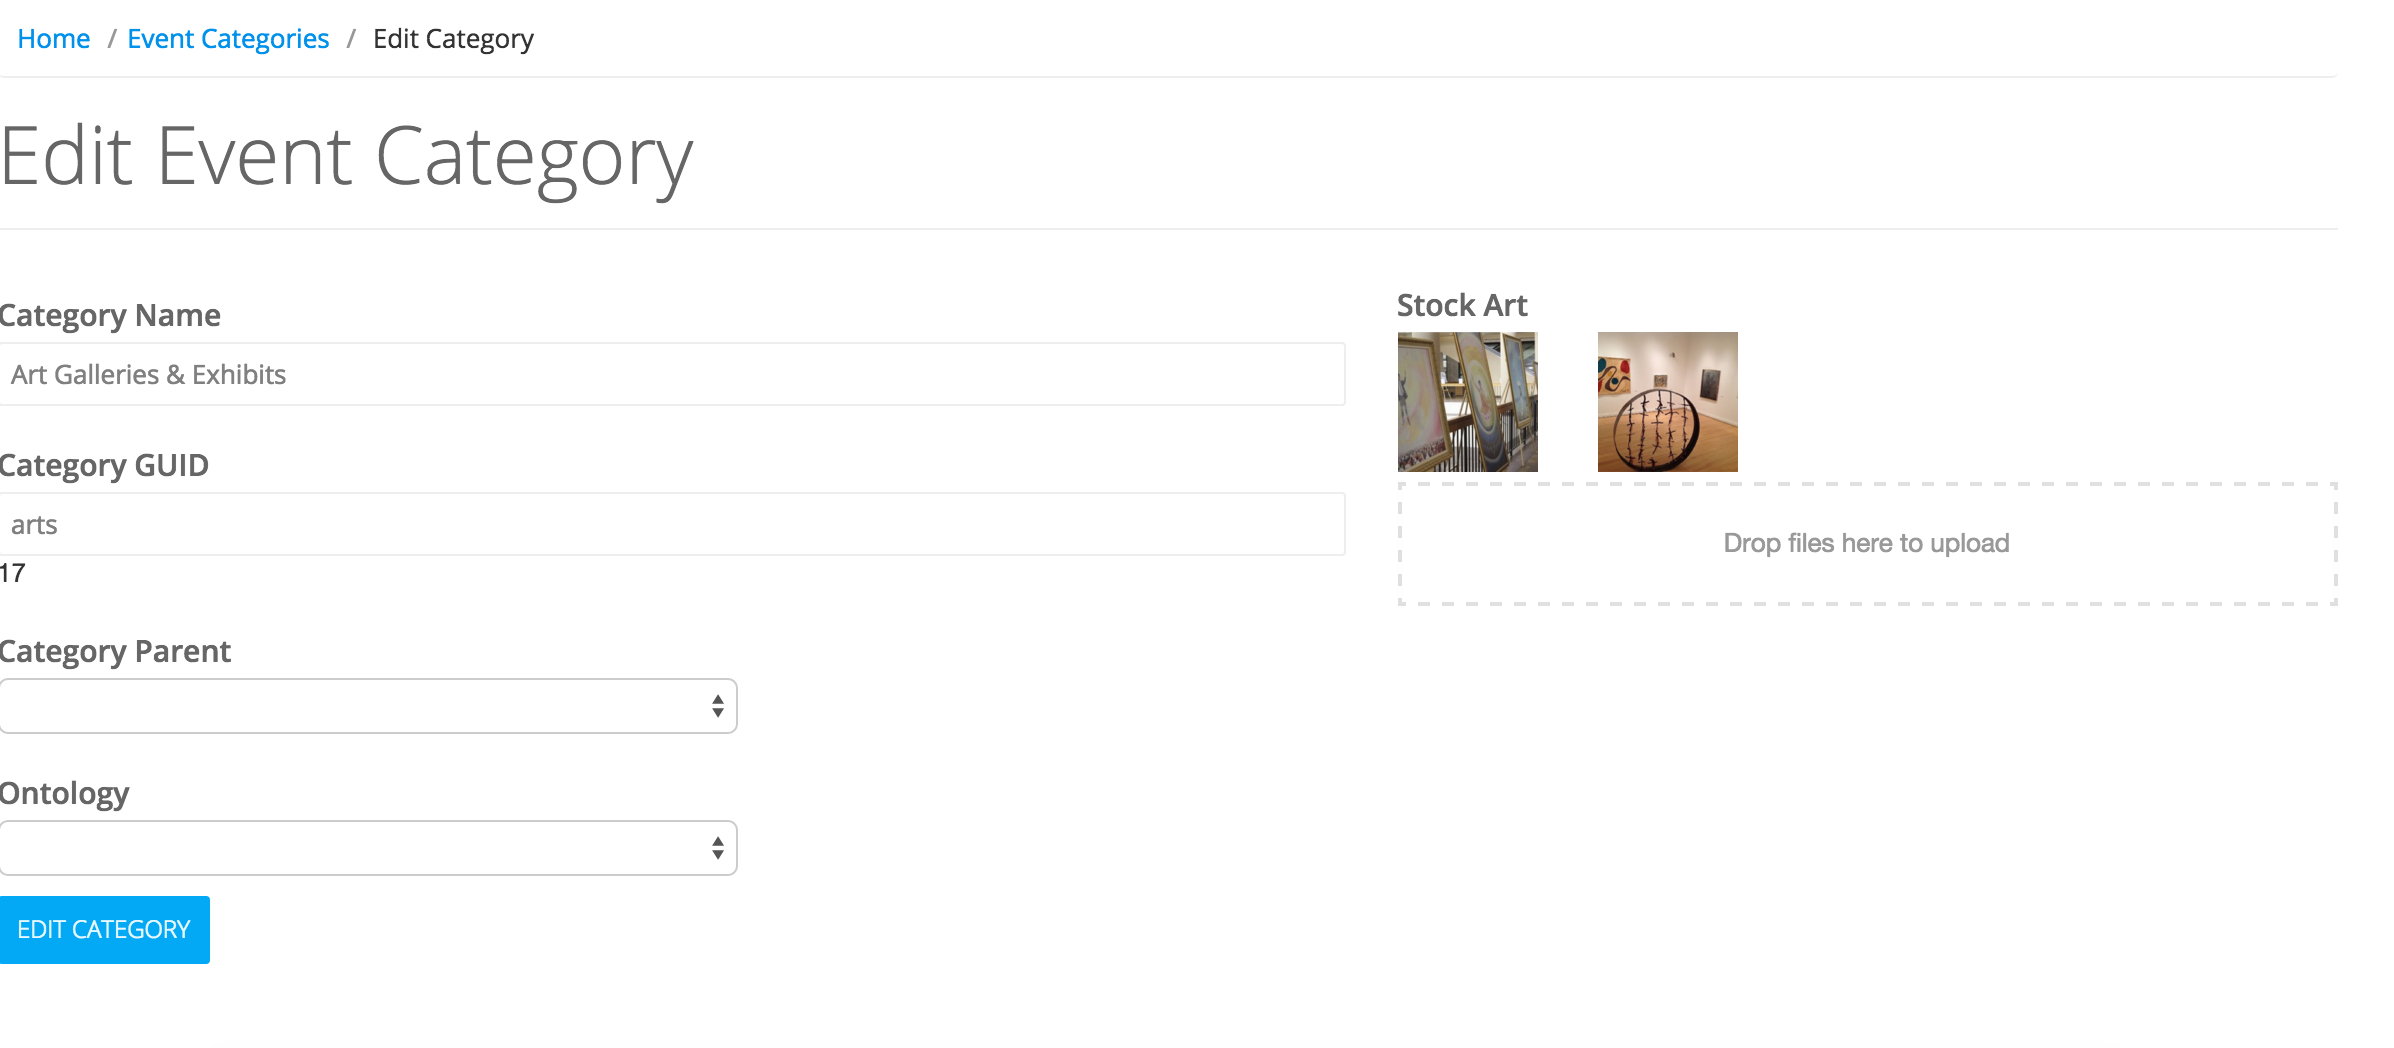 Home / Event Categories / Edit Category
Edit Event Category
Category Name
Art Galleries & Exhibits
Category GUID
arts
17
Category Parent
Ontology
EDIT CATEGORY
Stock Art
Drop files here to upload